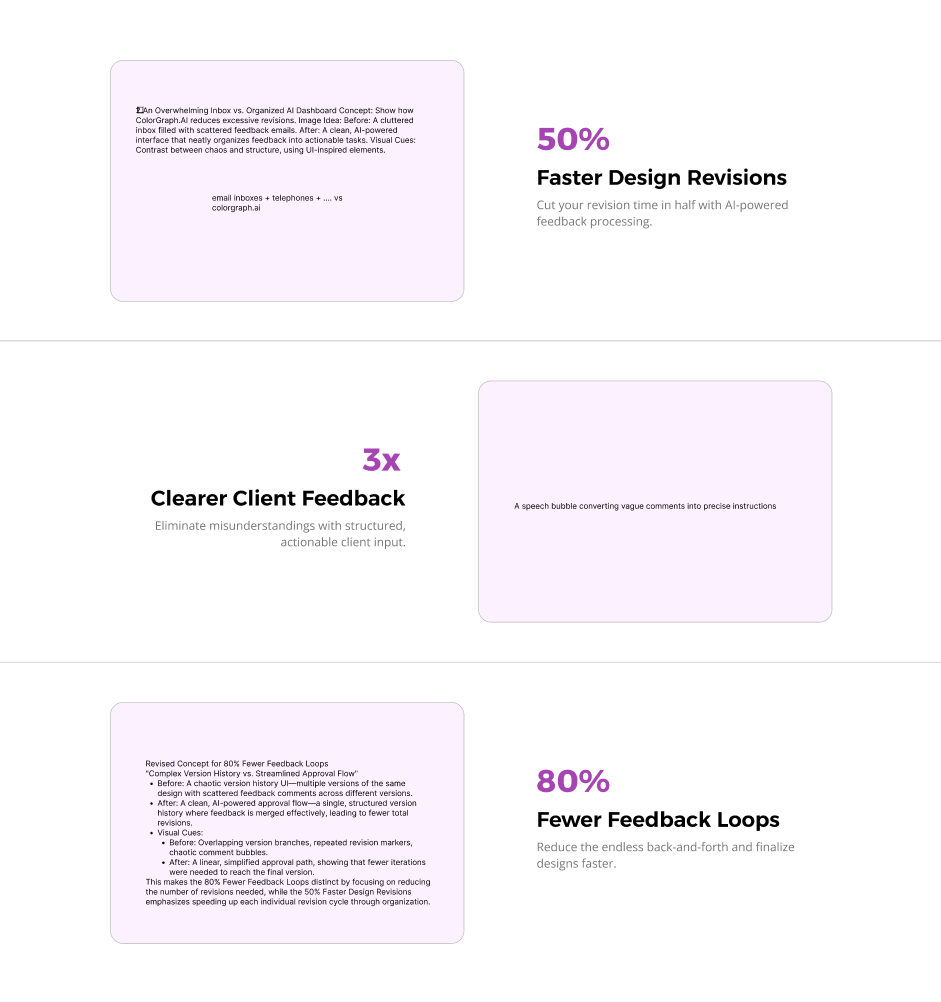 An Overwhelming Inbox vs. Organized AI Dashboard Concept: Show how
ColorGraph.AI reduces excessive revisions. Image Idea: Before: A cluttered
inbox filled with scattered feedback emails. After: A clean, AI-powered
interface that neatly organizes feedback into actionable tasks. Visual Cues:
Contrast between chaos and structure, using UI-inspired elements.
email inboxes + telephones + .... vs
colorgraph.ai
50%
Faster Design Revisions
Cut your revision time in half with AI-powered
feedback processing.
3x
Clearer Client Feedback
Eliminate misunderstandings with structured,
actionable client input.
A speech bubble converting vague comments into precise instructions
Revised Concept for 80% Fewer Feedback Loops
"Complex Version History vs. Streamlined Approval Flow"
• Before: A chaotic version history UI—multiple versions of the same
design with scattered feedback comments across different versions.
• After: A clean, AI-powered approval flow—a single, structured version
history where feedback is merged effectively, leading to fewer total
revisions.
• Visual Cues:
• Before: Overlapping version branches, repeated revision markers,
chaotic comment bubbles.
• After: A linear, simplified approval path, showing that fewer iterations
were needed to reach the final version.
This makes the 80% Fewer Feedback Loops distinct by focusing on reducing
the number of revisions needed, while the 50% Faster Design Revisions
emphasizes speeding up each individual revision cycle through organization.
80%
Fewer Feedback Loops
Reduce the endless back-and-forth and finalize
designs faster.